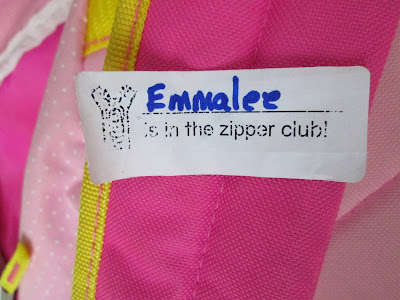 Emmalee
is in the zipper club!